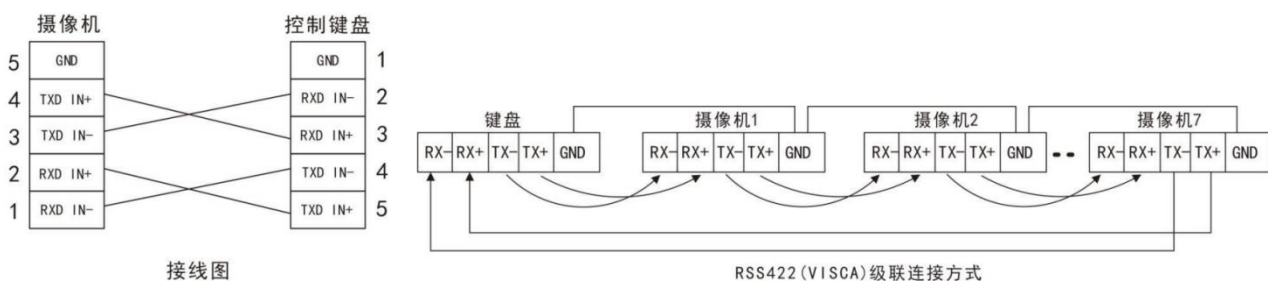 摄像机
控制键盘
5 GND
GND 1
4 TXD IN+
RXD IN- 2
3 TXD IN-
RXD IN+ 3
2 RXD IN+
TXD IN- 4
1 RXD IN-
TXD IN+ 5
接线图
键盘
摄像机1
摄像机2
摄像机7
RX- RX+ TX- TX+ GND
RX- RX+ TX- TX+ GND
RX- RX+ TX- TX+ GND
RX- RX+ TX- TX+ GND
RSS422(VISCA)级联连接方式